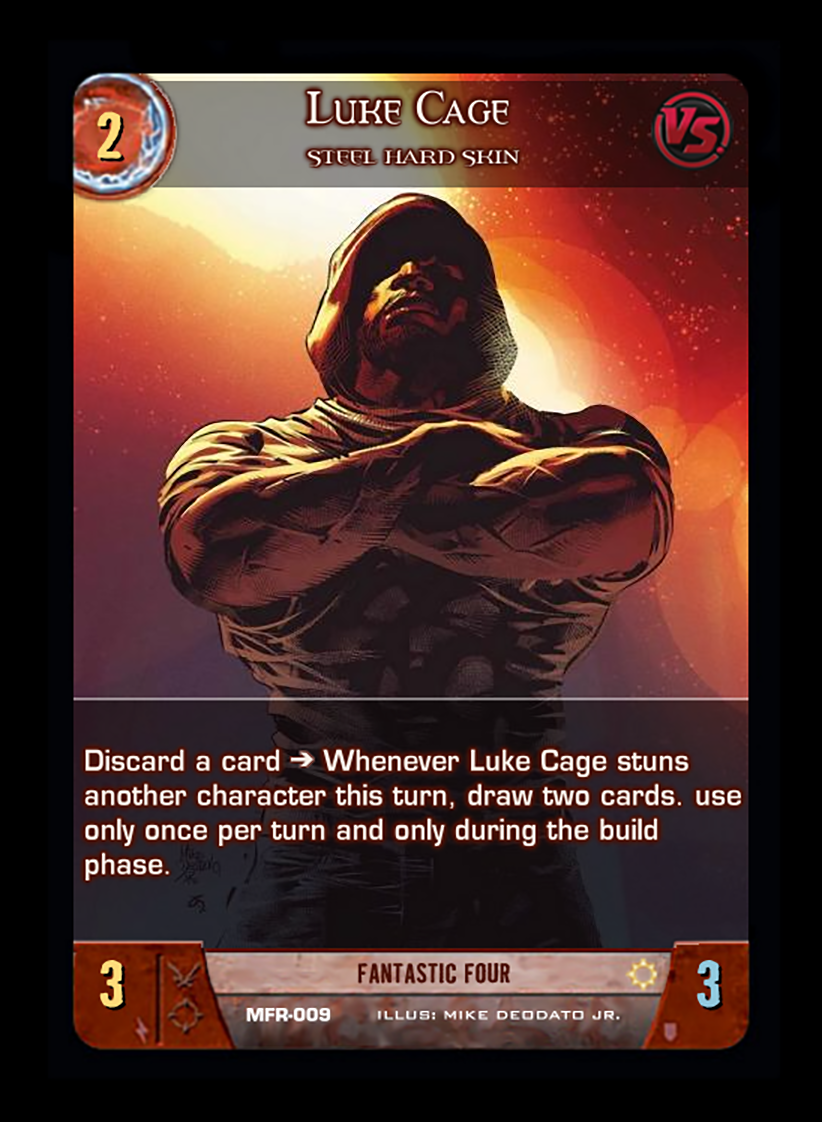 2
Luke Cage
VS.
Steel Hard Skin
Discard a card ➔ Whenever Luke Cage stuns
another character this turn, draw two cards. use
only once per turn and only during the build
phase.
3
FANTASTIC FOUR
3
MFR-009 ILLUS: MIKE DEODATO JR.